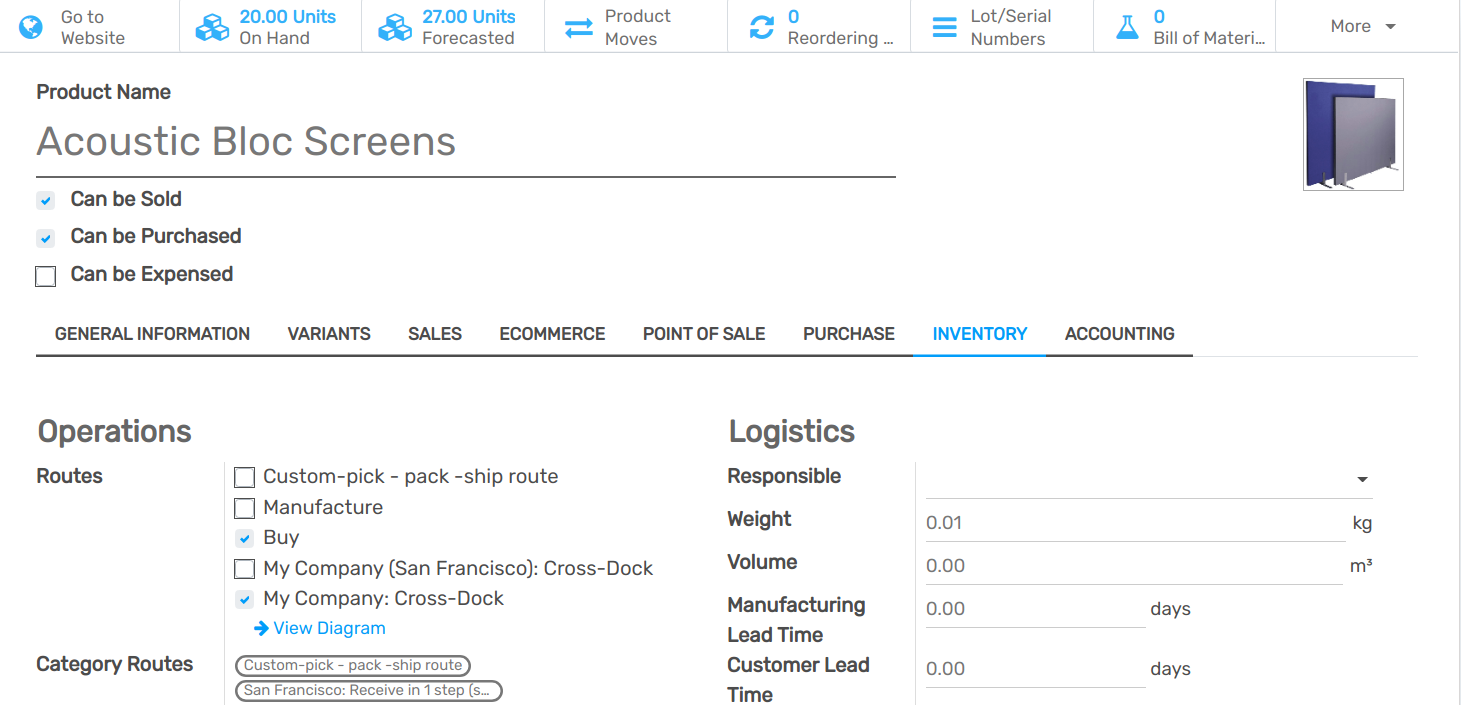 Go to
Website
20.00 Units
On Hand
27.00 Units
Forecasted
Product
Moves
0
Reordering ...
Lot/Serial
Numbers
0
Bill of Materi...
More
Product Name
Acoustic Bloc Screens
Can be Sold
Can be Purchased
Can be Expensed
GENERAL INFORMATION VARIANTS SALES ECOMMERCE POINT OF SALE PURCHASE INVENTORY ACCOUNTING
Operations
Routes
Custom-pick - pack -ship route
Manufacture
Buy
My Company (San Francisco): Cross-Dock
My Company: Cross-Dock
View Diagram
Category Routes
Custom-pick - pack -ship route
San Francisco: Receive in 1 step (s...
Logistics
Responsible
Weight
0.01 kg
Volume
0.00 m³
Manufacturing
Lead Time
0.00 days
Customer Lead
Time
0.00 days